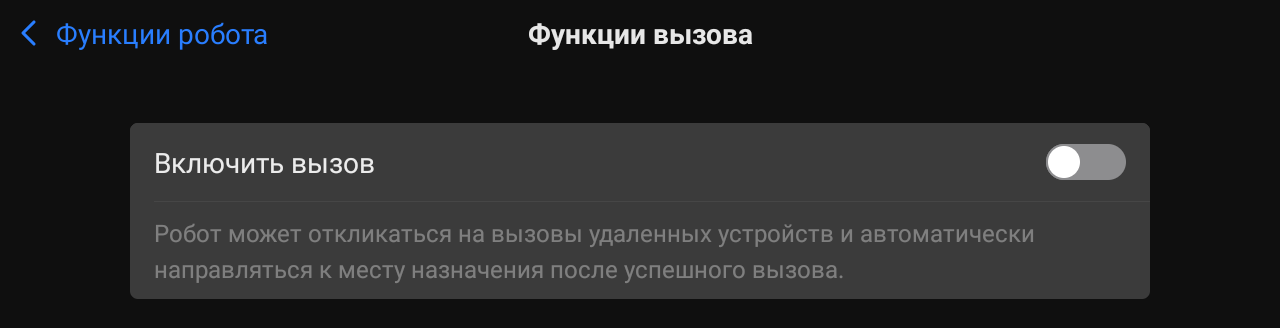 Функции робота
Функции вызова
Включить вызов
Робот может откликаться на вызовы удаленных устройств и автоматически
направляться к месту назначения после успешного вызова.